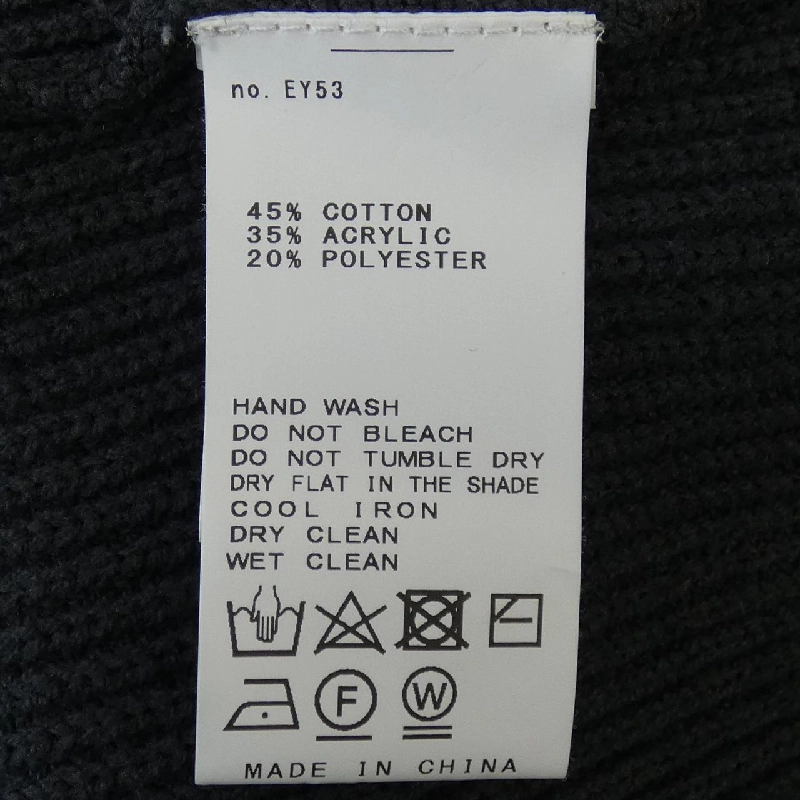 no. EY53
45% COTTON
35% ACRYLIC
20% POLYESTER
HAND WASH
DO NOT BLEACH
DO NOT TUMBLE DRY
DRY FLAT IN THE SHADE
COOL IRON
DRY CLEAN
WET CLEAN
F W
MADE IN CHINA